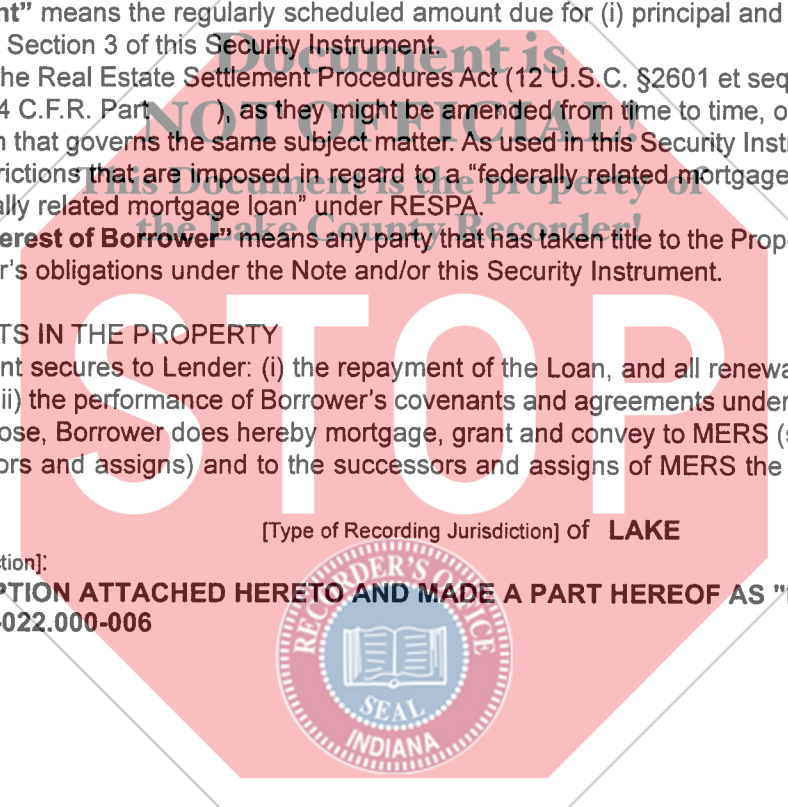 nt” means the regularly scheduled amount due for (i) principal and
Section 3 of this Security Instrument.
Document is
he Real Estate Settlement Procedures Act (12 U.S.C. §2601 et seq
4 C.F.R. Part ), as they might be amended from time to time, o
NOT OFFICIAL!
n that governs the same subject matter. As used in this Security Instr
rictions that are imposed in regard to a “federally related mortgage
This Document is the property of
ally related mortgage loan” under RESPA.
the Lake County Recorder!
erest of Borrower” means any party that has taken title to the Prop
r’s obligations under the Note and/or this Security Instrument.
STOP
TS IN THE PROPERTY
nt secures to Lender: (i) the repayment of the Loan, and all renewa
ii) the performance of Borrower’s covenants and agreements under
ose, Borrower does hereby mortgage, grant and convey to MERS (s
ors and assigns) and to the successors and assigns of MERS the
[Type of Recording Jurisdiction] of LAKE
tion]:
PTION ATTACHED HERETO AND MADE A PART HEREOF AS "
-022.000-006
RECORDER'S OFFICE
SEAL
INDIANA